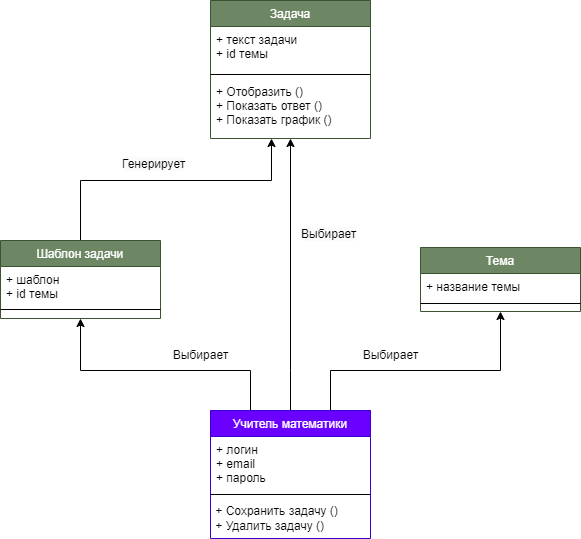 Задача
+ текст задачи
+ id темы
+ Отобразить ()
+ Показать ответ ()
+ Показать график ()
Генерирует
Выбирает
Шаблон задачи
+ шаблон
+ id темы
Тема
+ название темы
Выбирает
Выбирает
Учитель математики
+ логин
+ email
+ пароль
+ Сохранить задачу ()
+ Удалить задачу ()